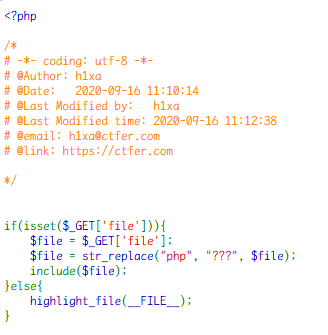 <?php
/*
# -*- coding: utf-8 -*-
# @Author: h1xa
# @Date:   2020-09-16 11:10:14
# @Last Modified by:   h1xa
# @Last Modified time: 2020-09-16 11:12:38
# @email: h1xa@ctfer.com
# @link: https://ctfer.com
*/
if(isset($_GET['file'])){
    $file = $_GET['file'];
    $file = str_replace("php", "???", $file);
    include($file);
}else{
    highlight_file(__FILE__);
}